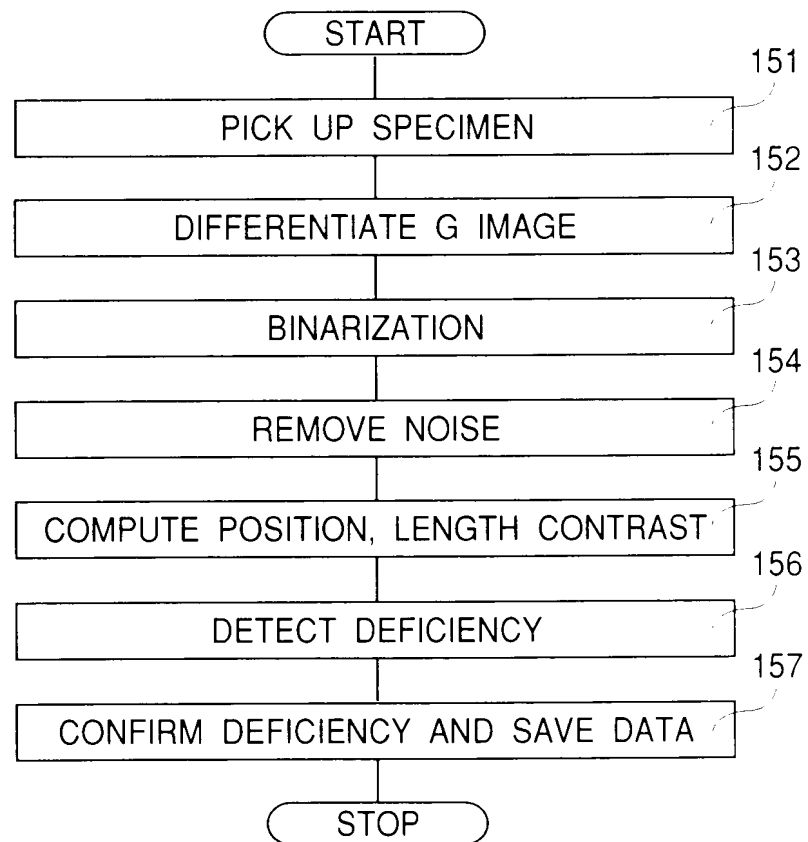 START
151
PICK UP SPECIMEN
152
DIFFERENTIATE G IMAGE
153
BINARIZATION
154
REMOVE NOISE
155
COMPUTE POSITION, LENGTH CONTRAST
156
DETECT DEFICIENCY
157
CONFIRM DEFICIENCY AND SAVE DATA
STOP